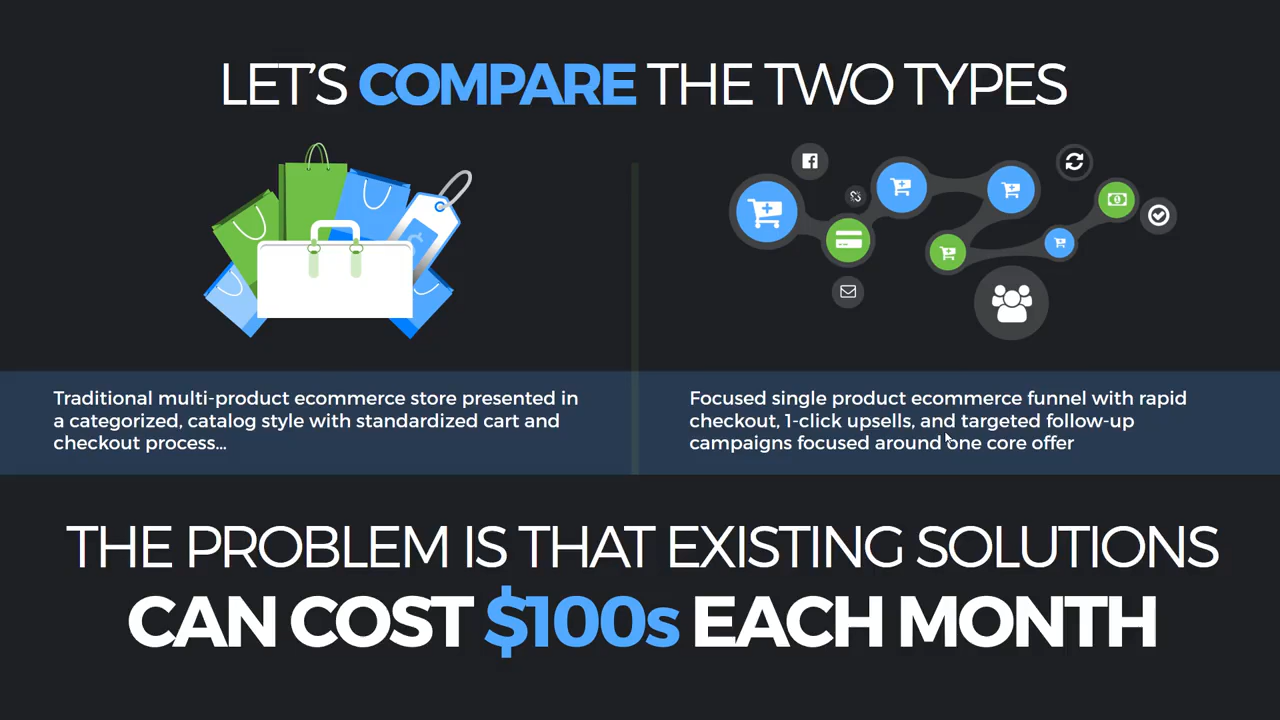 LET'S COMPARE THE TWO TYPES
Traditional multi-product ecommerce store presented in
a categorized, catalog style with standardized cart and
checkout process...
Focused single product ecommerce funnel with rapid
checkout, 1-click upsells, and targeted follow-up
campaigns focused around one core offer
THE PROBLEM IS THAT EXISTING SOLUTIONS
CAN COST $100s EACH MONTH